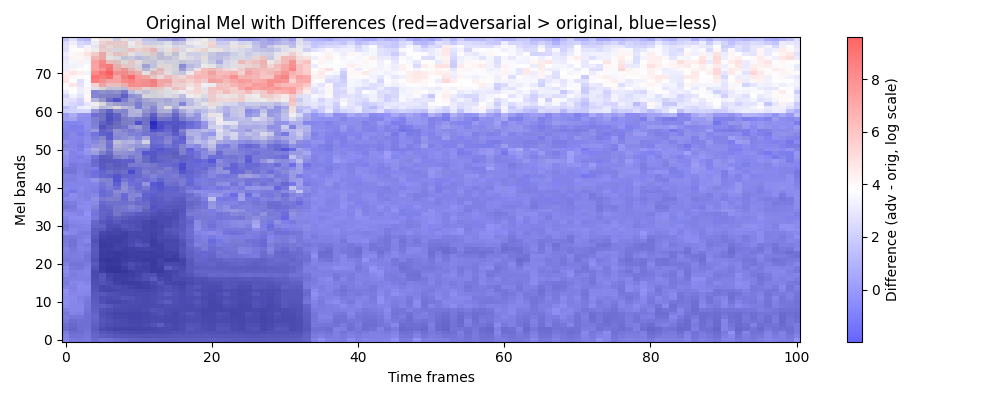 Original Mel with Differences (red=adversarial > original, blue=less)
70
60
50
40
30
20
10
0
Mel bands
0 20 40 60 80 100
Time frames
8
6
4
2
0
Difference (adv - orig, log scale)